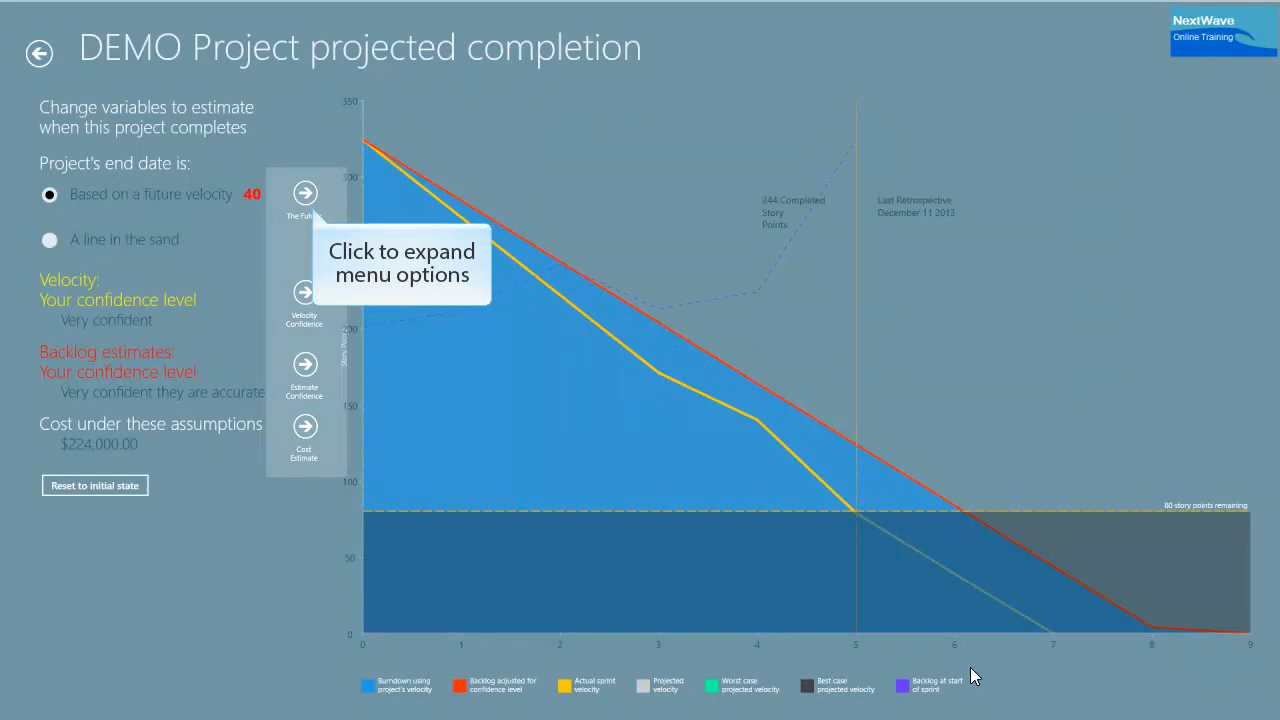 DEMO Project projected completion
NextWave
Online Training
Change variables to estimate
when this project completes
Project's end date is:
Based on a future velocity 40
A line in the sand
Velocity:
Your confidence level
Very confident
Backlog estimates:
Your confidence level
Very confident they are accurate
Cost under these assumptions
$224,000.00
Reset to initial state
The
Click to expand
menu options
Velocity
Confidence
Estimate
Confidence
Cost
Estimate
350
300
200
150
100
50
0
Story
244 Completed
Story
Points
Last Retrospective
December 11 2013
80 story points remaining
0 1 2 3 4 5 6 7 8 9
Burndown using
project's velocity
Backlog adjusted for
confidence level
Actual sprint
velocity
Projected
velocity
Worst case
projected velocity
Best case
projected velocity
Backlog at start
of sprint